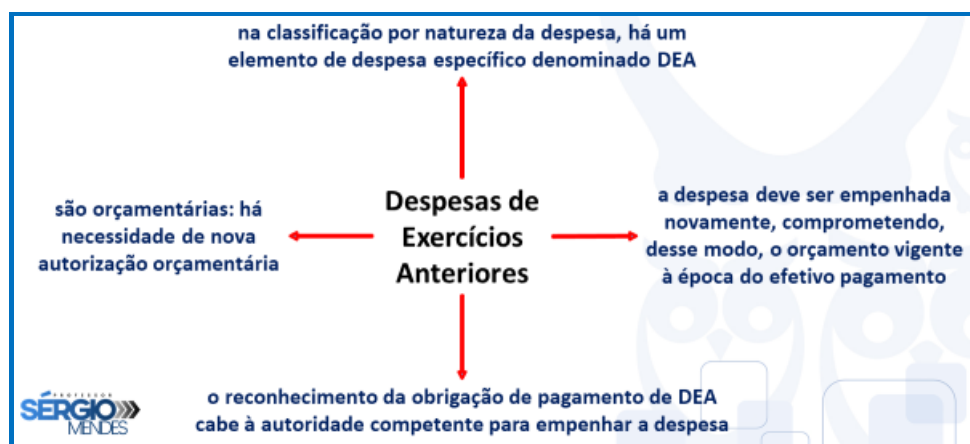 na classificação por natureza da despesa, há um
elemento de despesa específico denominado DEA
são orçamentárias: há
necessidade de nova
autorização orçamentária
Despesas de
Exercícios
Anteriores
a despesa deve ser empenhada
novamente, comprometendo,
desse modo, o orçamento vigente
à época do efetivo pagamento
o reconhecimento da obrigação de pagamento de DEA
cabe à autoridade competente para empenhar a despesa
PROFESSOR
SÉRGIO
MENDES